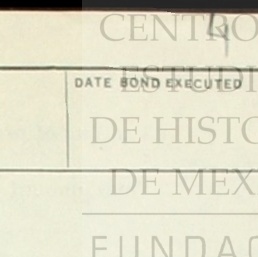 CENTRO
ESTUDI
DATE BOND EXECUTED
DE HISTO
DE MEX
FUNDAC